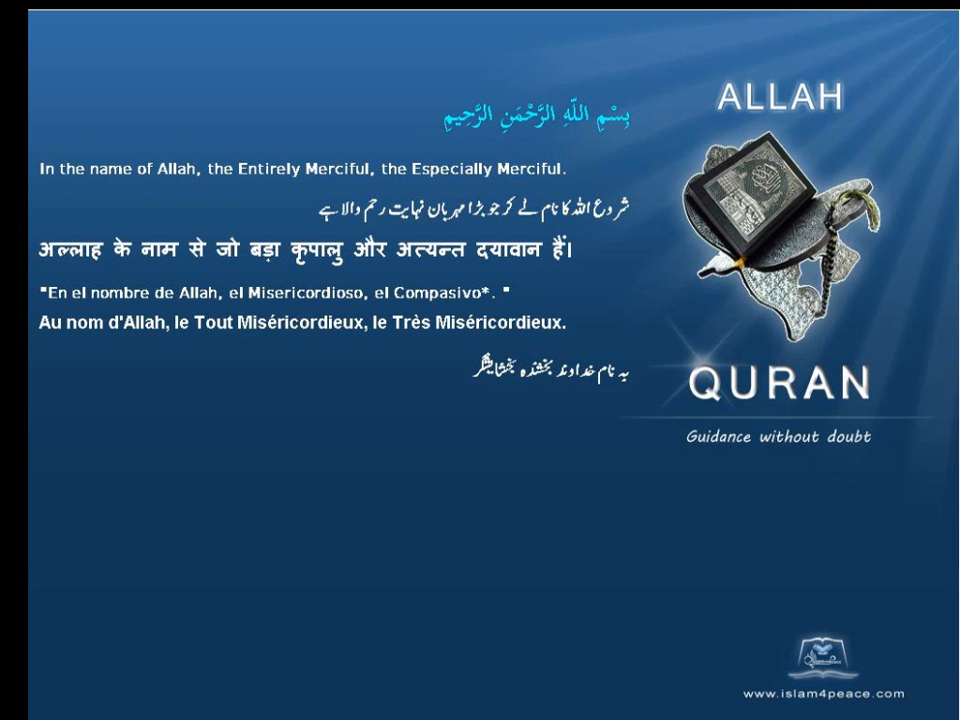 بِسْمِ اللّهِ الرَّحْمَنِ الرَّحِيمِ
In the name of Allah, the Entirely Merciful, the Especially Merciful.
شروع اللہ کا نام لے کر جو بڑا مہربان نہایت رحم والا ہے
अल्लाह के नाम से जो बड़ा कृपालु और अत्यन्त दयावान हैं।
"En el nombre de Allah, el Misericordioso, el Compasivo*. "
Au nom d'Allah, le Tout Miséricordieux, le Très Miséricordieux.
به نام خداوند بخشنده بخشایشگر
ALLAH
QURAN
Guidance without doubt
www.islam4peace.com